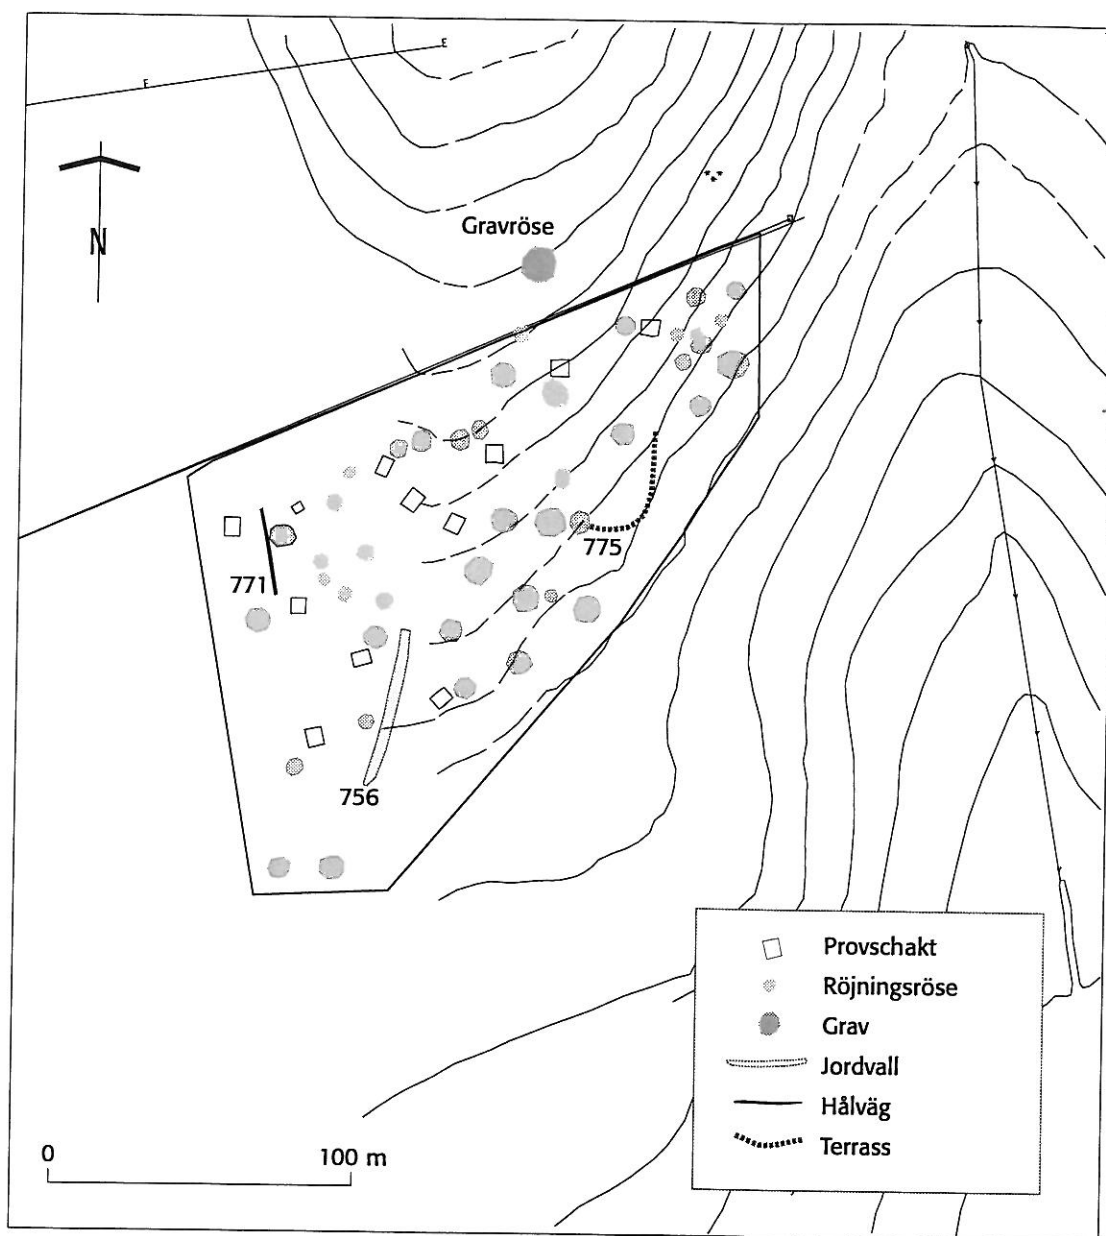 E
E
N
Gravröse
775
771
756
Provschakt
Röjningsröse
Grav
Jordvall
Hålväg
Terrass
0 100 m